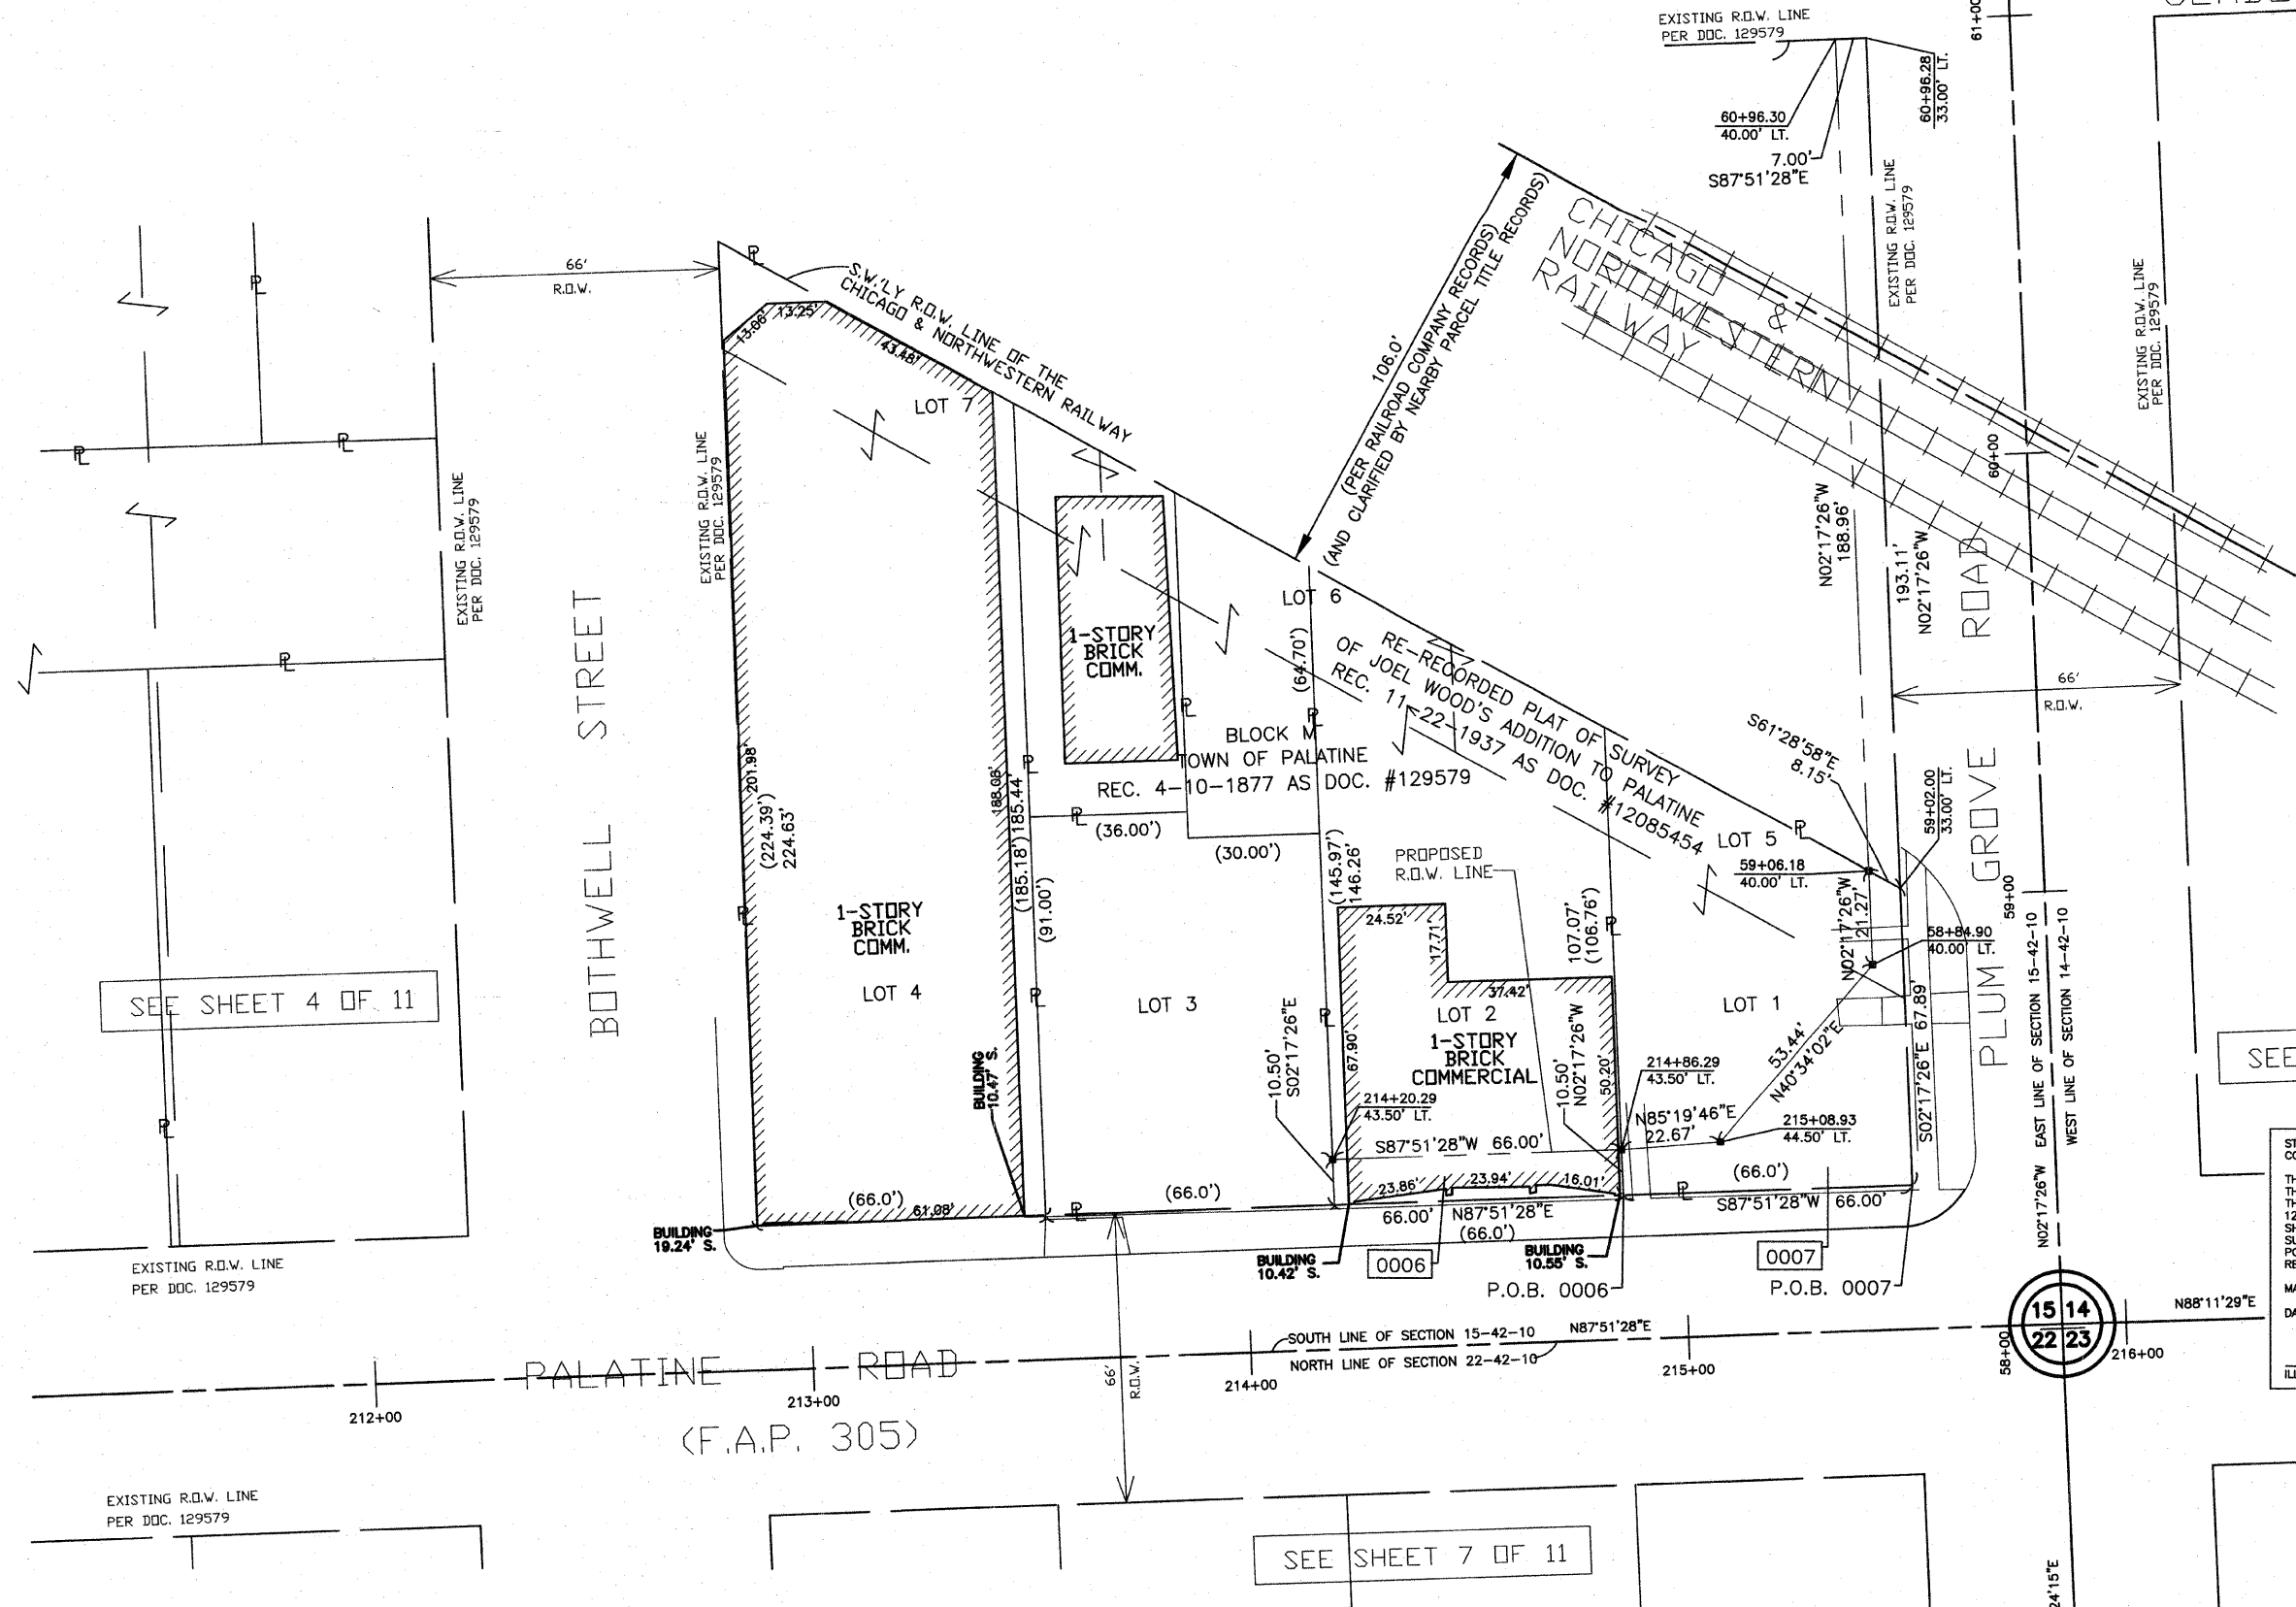 EXISTING R.O.W. LINE
PER DOC. 129579
61+00
60+96.28
33.00' LT.
60+96.30
40.00' LT.
7.00'
S87°51'28"E
EXISTING R.O.W. LINE
PER DOC. 129579
EXISTING R.O.W. LINE
PER DOC. 129579
CHICAGO &
NORTHWESTERN
RAILWAY
106.0'
(PER RAILROAD COMPANY RECORDS)
(AND CLARIFIED BY NEARBY PARCEL TITLE RECORDS)
66'
R.O.W.
S.W.'LY R.O.W. LINE OF THE
CHICAGO & NORTHWESTERN RAILWAY
13.06'
13.25'
43.48'
LOT 7
EXISTING R.O.W. LINE
PER DOC. 129579
EXISTING R.O.W. LINE
PER DOC. 129579
60+00
N02°17'26"W
188.96'
193.11'
N02°17'26"W
PLUM GROVE ROAD
66'
R.O.W.
LOT 6
(64.70')
1-STORY
BRICK
COMM.
RE-RECORDED PLAT OF SURVEY
OF JOEL WOOD'S ADDITION TO PALATINE
REC. 11-22-1937 AS DOC. #12085454
BLOCK M
TOWN OF PALATINE
REC. 4-10-1877 AS DOC. #129579
BOTHWELL STREET
201.98'
(224.39')
224.63'
188.08'
(185.18') 185.44'
(91.00')
(36.00')
(30.00')
(145.97')
146.26'
S61°28'58"E
8.15'
59+02.00
33.00' LT.
LOT 5
59+06.18
40.00' LT.
PROPOSED
R.O.W. LINE
N02°17'26"W
21.27'
59+00
58+84.90
40.00' LT.
107.07'
(106.76')
24.52'
17.71'
37.42'
1-STORY
BRICK
COMM.
LOT 4
LOT 3
LOT 2
1-STORY
BRICK
COMMERCIAL
LOT 1
SEE SHEET 4 OF 11
S02°17'26"E 67.89'
N02°17'26"W EAST LINE OF SECTION 15-42-10
WEST LINE OF SECTION 14-42-10
SEE
53.44'
N40°34'02"E
10.50'
S02°17'26"E
67.90'
10.50'
N02°17'26"W
50.20'
214+86.29
43.50' LT.
BUILDING
10.47' S.
214+20.29
43.50' LT.
N85°19'46"E
22.67'
215+08.93
44.50' LT.
S87°51'28"W 66.00'
(66.0')
61.08'
(66.0')
23.86'
23.94'
16.01'
(66.0')
S87°51'28"W 66.00'
66.00' N87°51'28"E
(66.0')
BUILDING
19.24' S.
BUILDING
10.42' S.
0006
BUILDING
10.55' S.
0007
P.O.B. 0006
P.O.B. 0007
EXISTING R.O.W. LINE
PER DOC. 129579
15 14
22 23
N88°11'29"E
SOUTH LINE OF SECTION 15-42-10
N87°51'28"E
NORTH LINE OF SECTION 22-42-10
58+00
216+00
PALATINE ROAD
66'
R.O.W.
212+00
213+00
214+00
215+00
(F.A.P. 305)
EXISTING R.O.W. LINE
PER DOC. 129579
SEE SHEET 7 OF 11
24'15"E